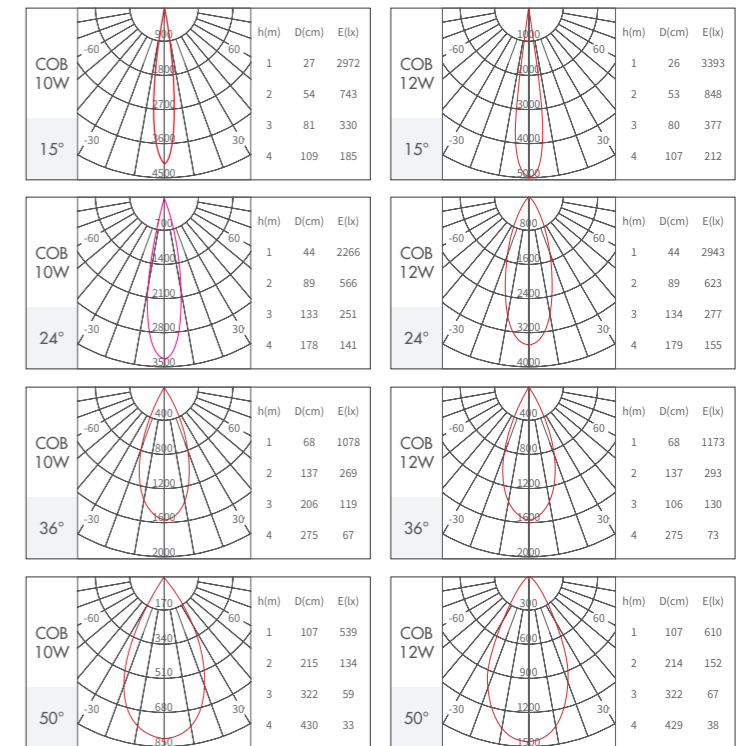 COB
10W
15°
-60
60
-30
30
900
1800
2700
3600
4500
h(m) D(cm) E(lx)
1 27 2972
2 54 743
3 81 330
4 109 185
COB
12W
15°
-60
60
-30
30
1000
2000
3000
4000
5000
h(m) D(cm) E(lx)
1 26 3393
2 53 848
3 80 377
4 107 212
COB
10W
24°
-60
60
-30
30
700
1400
2100
2800
3500
h(m) D(cm) E(lx)
1 44 2266
2 89 566
3 133 251
4 178 141
COB
12W
24°
-60
60
-30
30
800
1600
2400
3200
4000
h(m) D(cm) E(lx)
1 44 2943
2 89 623
3 134 277
4 179 155
COB
10W
36°
-60
60
-30
30
400
800
1200
1600
2000
h(m) D(cm) E(lx)
1 68 1078
2 137 269
3 206 119
4 275 67
COB
12W
36°
-60
60
-30
30
400
800
1200
1600
2000
h(m) D(cm) E(lx)
1 68 1173
2 137 293
3 106 130
4 275 73
COB
10W
50°
-60
60
-30
30
170
340
510
680
850
h(m) D(cm) E(lx)
1 107 539
2 215 134
3 322 59
4 430 33
COB
12W
50°
-60
60
-30
30
300
600
900
1200
1500
h(m) D(cm) E(lx)
1 107 610
2 214 152
3 322 67
4 429 38